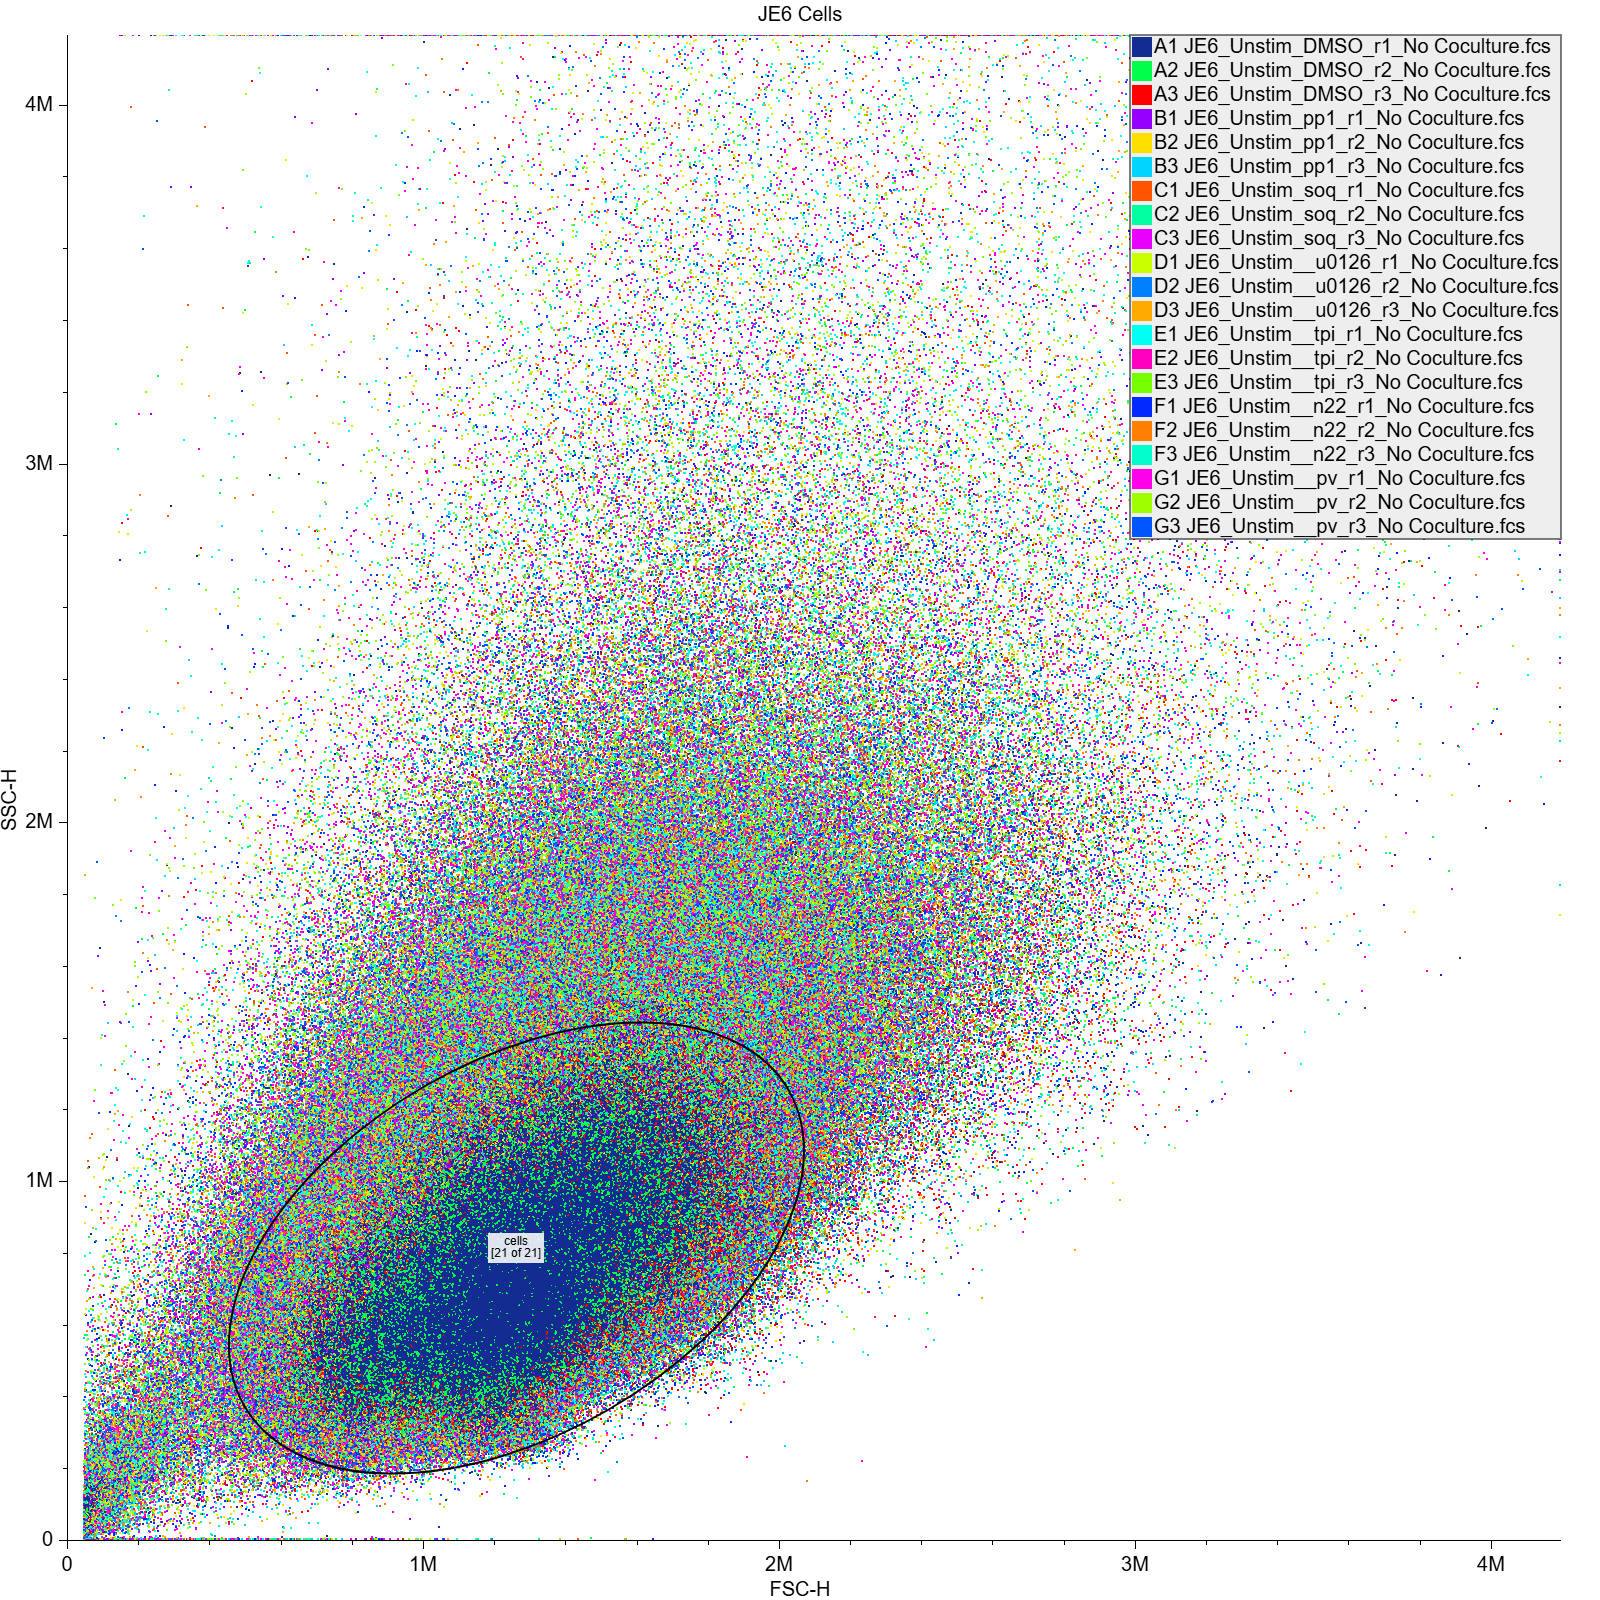 JE6 Cells
A1 JE6_Unstim_DMSO_r1_No Coculture.fcs
A2 JE6_Unstim_DMSO_r2_No Coculture.fcs
A3 JE6_Unstim_DMSO_r3_No Coculture.fcs
B1 JE6_Unstim_pp1_r1_No Coculture.fcs
B2 JE6_Unstim_pp1_r2_No Coculture.fcs
B3 JE6_Unstim_pp1_r3_No Coculture.fcs
C1 JE6_Unstim_soq_r1_No Coculture.fcs
C2 JE6_Unstim_soq_r2_No Coculture.fcs
C3 JE6_Unstim_soq_r3_No Coculture.fcs
D1 JE6_Unstim__u0126_r1_No Coculture.fcs
D2 JE6_Unstim__u0126_r2_No Coculture.fcs
D3 JE6_Unstim__u0126_r3_No Coculture.fcs
E1 JE6_Unstim__tpi_r1_No Coculture.fcs
E2 JE6_Unstim__tpi_r2_No Coculture.fcs
E3 JE6_Unstim__tpi_r3_No Coculture.fcs
F1 JE6_Unstim__n22_r1_No Coculture.fcs
F2 JE6_Unstim__n22_r2_No Coculture.fcs
F3 JE6_Unstim__n22_r3_No Coculture.fcs
G1 JE6_Unstim__pv_r1_No Coculture.fcs
G2 JE6_Unstim__pv_r2_No Coculture.fcs
G3 JE6_Unstim__pv_r3_No Coculture.fcs
4M
3M
2M
1M
0
SSC-H
cells
[21 of 21]
0 1M 2M 3M 4M
FSC-H